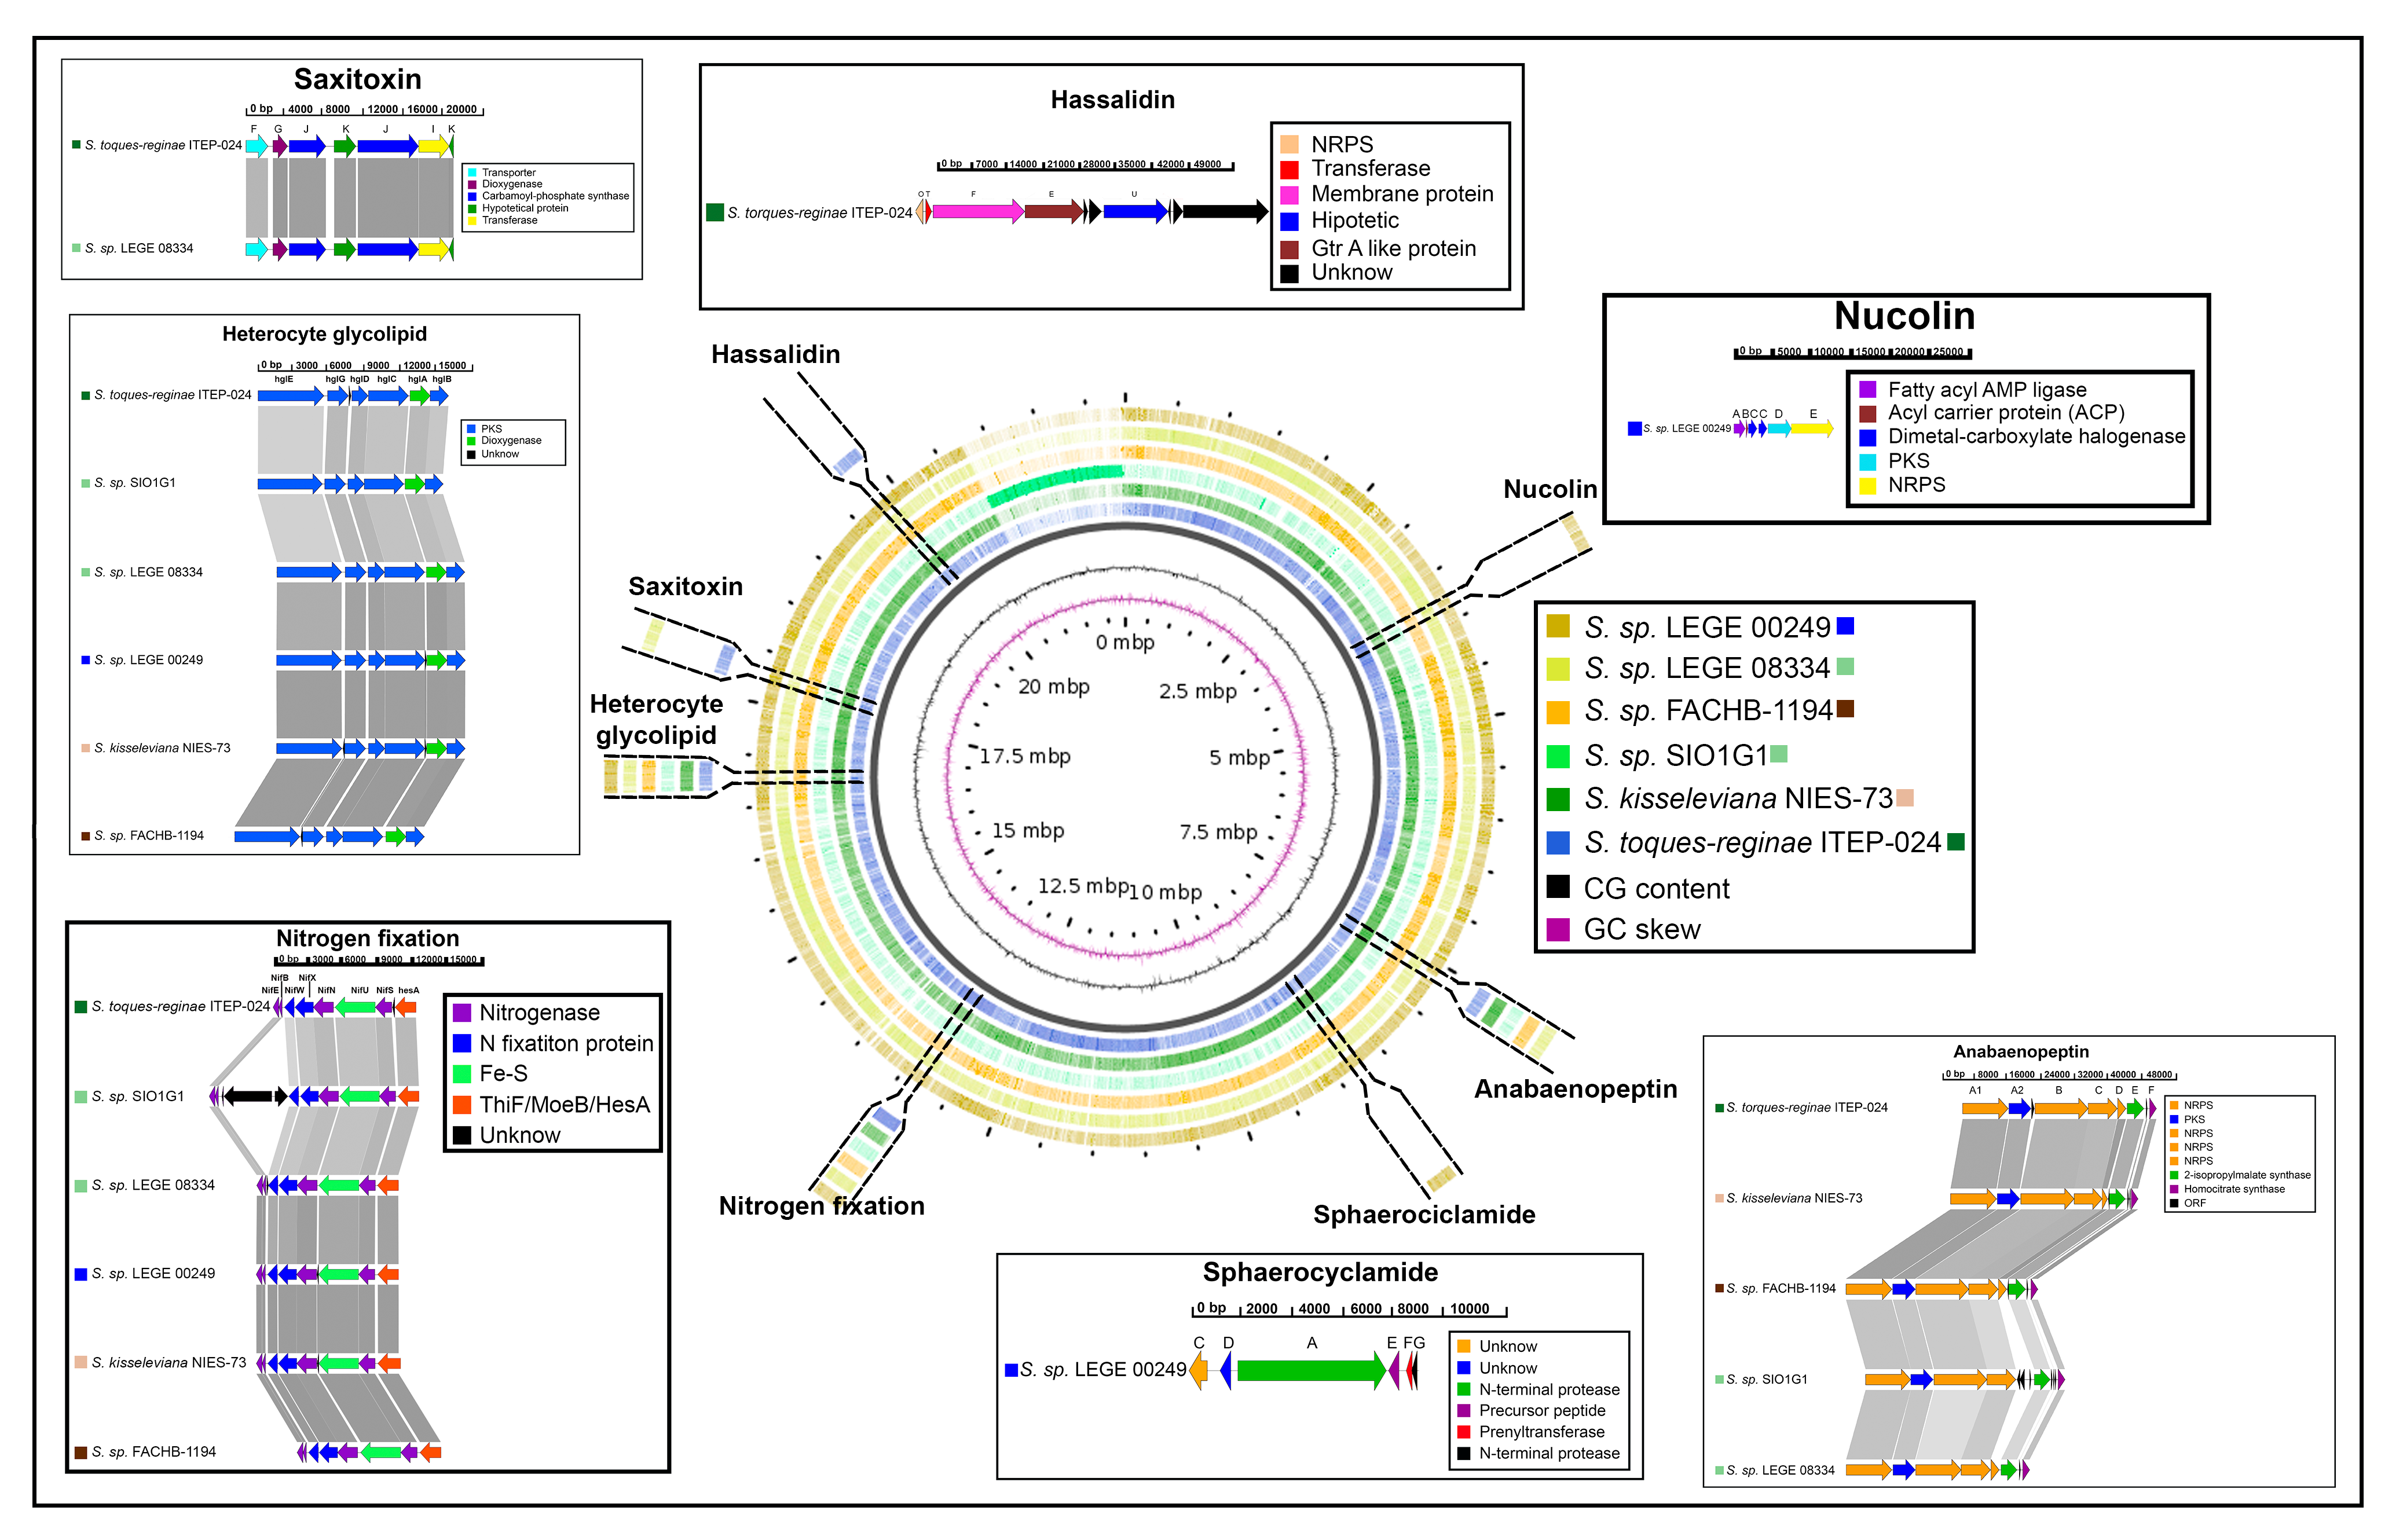 Saxitoxin
0 bp 4000 8000 12000 16000 20000
F G J K J I K
S. toques-reginae ITEP-024
S. sp. LEGE 08334
Transporter
Dioxygenase
Carbamoyl-phosphate synthase
Hypotetical protein
Transferase
Hassalidin
0 bp 7000 14000 21000 28000 35000 42000 49000
O T F E U
S. torques-reginae ITEP-024
NRPS
Transferase
Membrane protein
Hipotetic
Gtr A like protein
Unknow
Nucolin
0 bp 5000 10000 15000 20000 25000
A B C C D E
S. sp. LEGE 00249
Fatty acyl AMP ligase
Acyl carrier protein (ACP)
Dimetal-carboxylate halogenase
PKS
NRPS
Heterocyte glycolipid
0 bp 3000 6000 9000 12000 15000
hglE hglG hglD hglC hglA hglB
S. toques-reginae ITEP-024
S. sp. SIO1G1
S. sp. LEGE 08334
S. sp. LEGE 00249
S. kisseleviana NIES-73
S. sp. FACHB-1194
PKS
Dioxygenase
Unknow
Hassalidin
Nucolin
Saxitoxin
Heterocyte
glycolipid
Anabaenopeptin
Sphaerociclamide
Nitrogen fixation
0 mbp
2.5 mbp
5 mbp
7.5 mbp
10 mbp
12.5 mbp
15 mbp
17.5 mbp
20 mbp
S. sp. LEGE 00249
S. sp. LEGE 08334
S. sp. FACHB-1194
S. sp. SIO1G1
S. kisseleviana NIES-73
S. toques-reginae ITEP-024
CG content
GC skew
Nitrogen fixation
0 bp 3000 6000 9000 12000 15000
NifB NifX
NifE NifW NifN NifU NifS hesA
S. toques-reginae ITEP-024
S. sp. SIO1G1
S. sp. LEGE 08334
S. sp. LEGE 00249
S. kisseleviana NIES-73
S. sp. FACHB-1194
Nitrogenase
N fixatiton protein
Fe-S
ThiF/MoeB/HesA
Unknow
Sphaerocyclamide
0 bp 2000 4000 6000 8000 10000
C D A E F G
S. sp. LEGE 00249
Unknow
Unknow
N-terminal protease
Precursor peptide
Prenyltransferase
N-terminal protease
Anabaenopeptin
0 bp 8000 16000 24000 32000 40000 48000
A1 A2 B C D E F
S. torques-reginae ITEP-024
S. kisseleviana NIES-73
S. sp. FACHB-1194
S. sp. SIO1G1
S. sp. LEGE 08334
NRPS
PKS
NRPS
NRPS
NRPS
2-isopropylmalate synthase
Homocitrate synthase
ORF